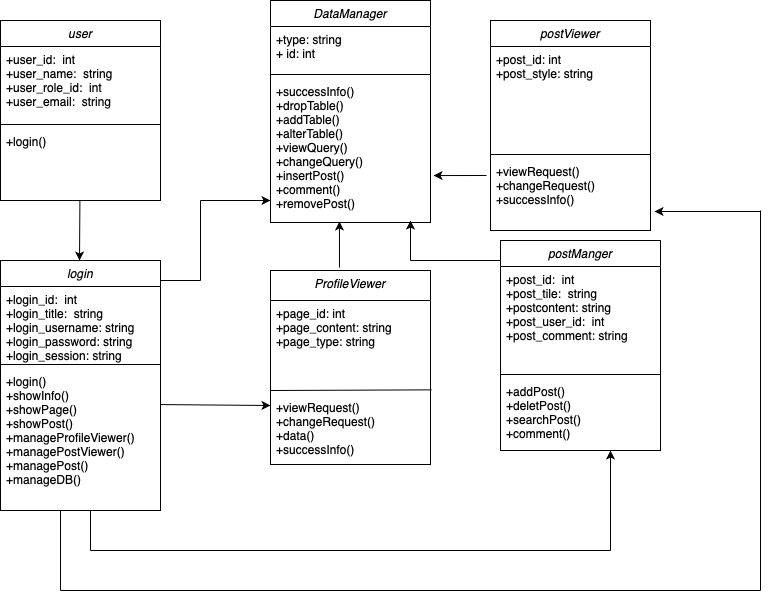 user
+user_id:  int
+user_name:  string
+user_role_id:  int
+user_email:  string
+login()
DataManager
+type: string
+ id: int
+successInfo()
+dropTable()
+addTable()
+alterTable()
+viewQuery()
+changeQuery()
+insertPost()
+comment()
+removePost()
postViewer
+post_id: int
+post_style: string
+viewRequest()
+changeRequest()
+successInfo()
login
+login_id:  int
+login_title:  string
+login_username: string
+login_password: string
+login_session: string
+login()
+showInfo()
+showPage()
+showPost()
+manageProfileViewer()
+managePostViewer()
+managePost()
+manageDB()
ProfileViewer
+page_id: int
+page_content: string
+page_type: string
+viewRequest()
+changeRequest()
+data()
+successInfo()
postManger
+post_id:  int
+post_tile:  string
+postcontent: string
+post_user_id:  int
+post_comment: string
+addPost()
+deletPost()
+searchPost()
+comment()